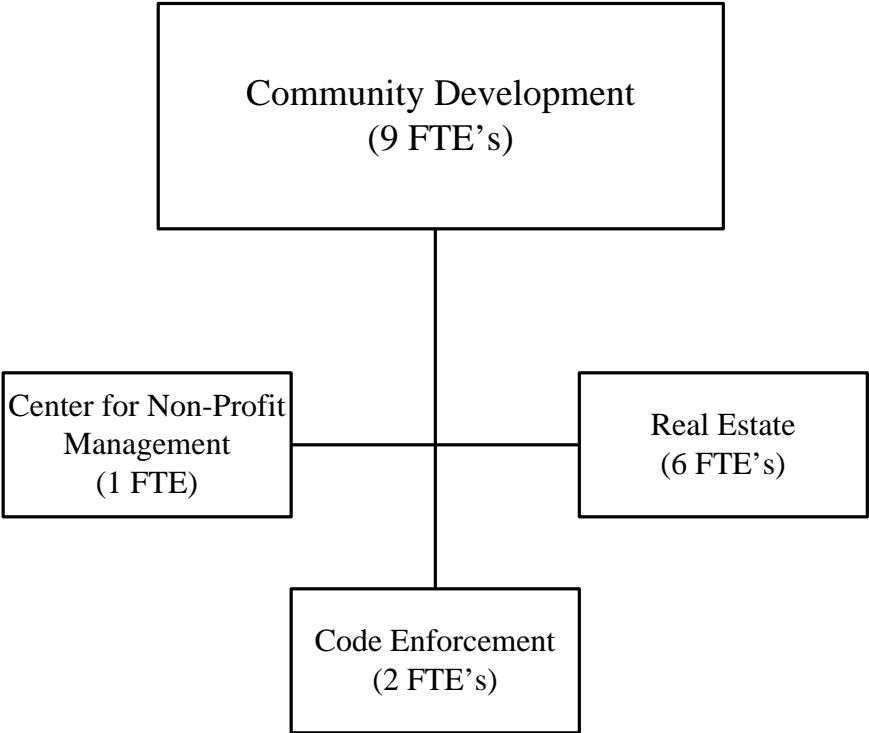 Community Development
(9 FTE’s)
Center for Non-Profit
Management
(1 FTE)
Real Estate
(6 FTE’s)
Code Enforcement
(2 FTE’s)